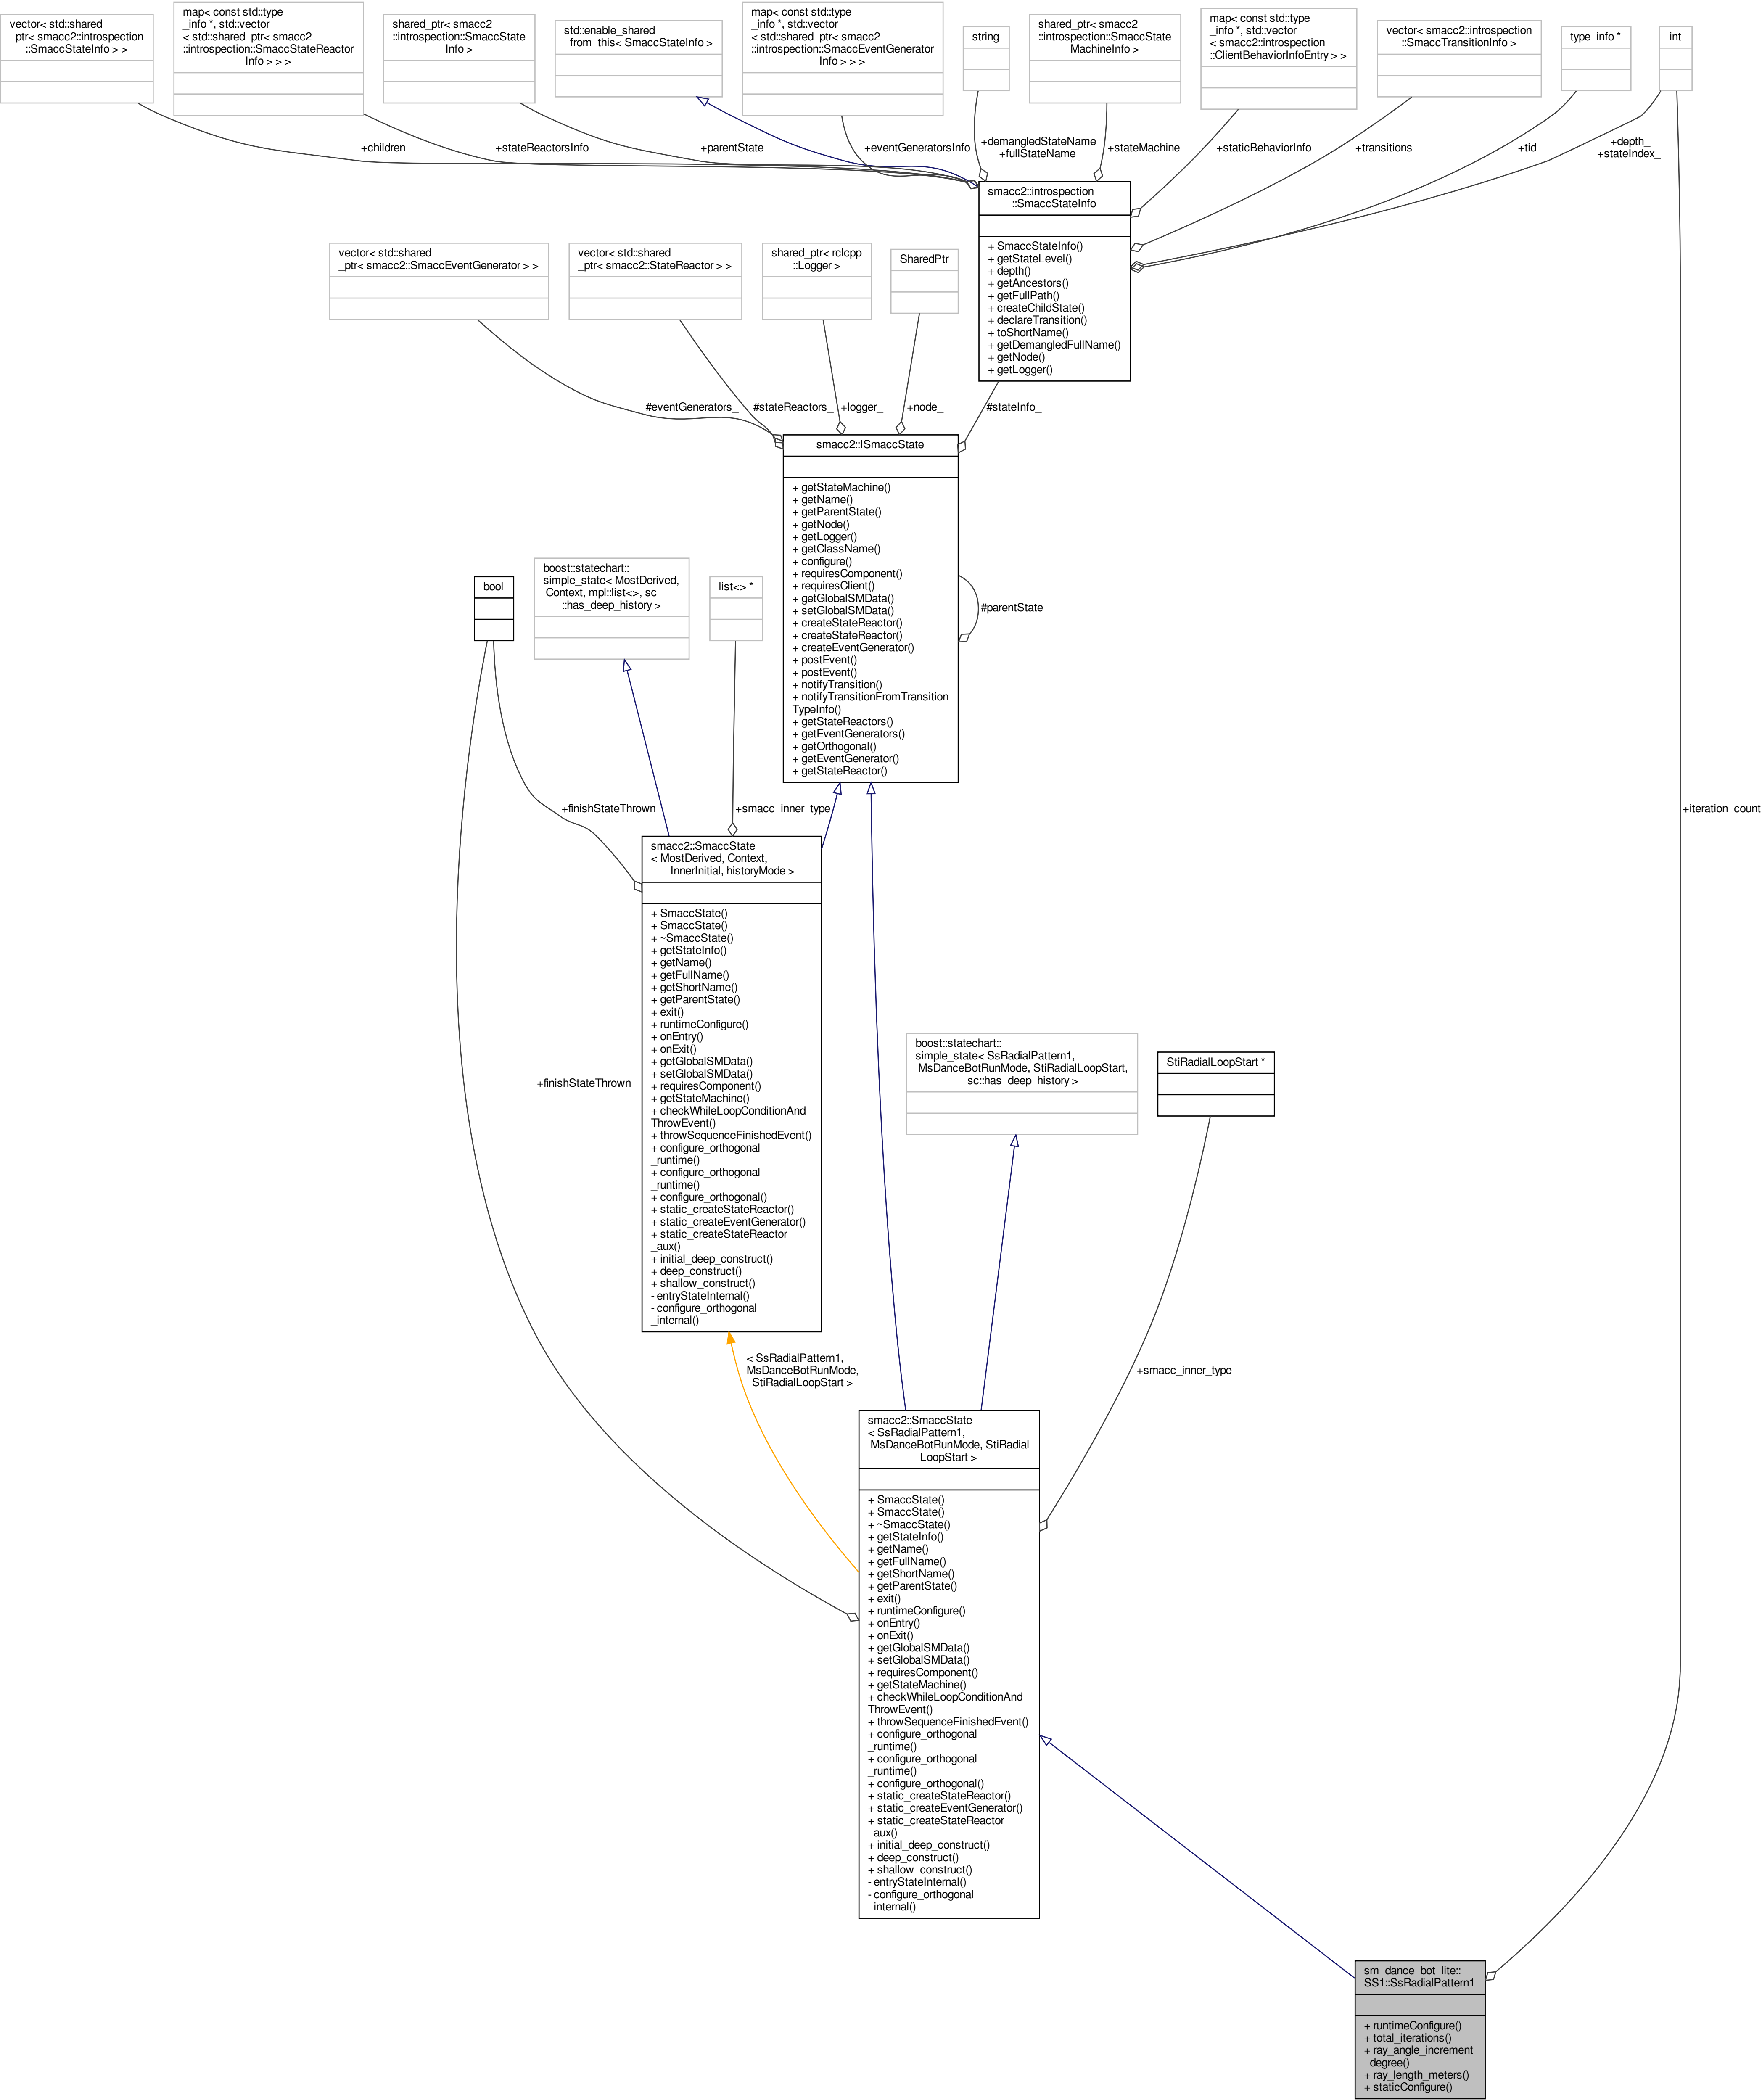 vector< std::shared
_ptr< smacc2::introspection
::SmaccStateInfo > >
map< const std::type
_info *, std::vector
< std::shared_ptr< smacc2
::introspection::SmaccStateReactor
Info > > >
shared_ptr< smacc2
::introspection::SmaccState
Info >
std::enable_shared
_from_this< SmaccStateInfo >
map< const std::type
_info *, std::vector
< std::shared_ptr< smacc2
::introspection::SmaccEventGenerator
Info > > >
string
shared_ptr< smacc2
::introspection::SmaccState
MachineInfo >
map< const std::type
_info *, std::vector
< smacc2::introspection
::ClientBehaviorInfoEntry > >
vector< smacc2::introspection
::SmaccTransitionInfo >
type_info *
int
+children_
+stateReactorsInfo
+parentState_
+eventGeneratorsInfo
+demangledStateName
+fullStateName
+stateMachine_
+staticBehaviorInfo
+transitions_
+tid_
+depth_
+stateIndex_
smacc2::introspection
::SmaccStateInfo
+ SmaccStateInfo()
+ getStateLevel()
+ depth()
+ getAncestors()
+ getFullPath()
+ createChildState()
+ declareTransition()
+ toShortName()
+ getDemangledFullName()
+ getNode()
+ getLogger()
vector< std::shared
_ptr< smacc2::SmaccEventGenerator > >
vector< std::shared
_ptr< smacc2::StateReactor > >
shared_ptr< rclcpp
::Logger >
SharedPtr
#eventGenerators_
#stateReactors_
+logger_
+node_
#stateInfo_
smacc2::ISmaccState
+ getStateMachine()
+ getName()
+ getParentState()
+ getNode()
+ getLogger()
+ getClassName()
+ configure()
+ requiresComponent()
+ requiresClient()
+ getGlobalSMData()
+ setGlobalSMData()
+ createStateReactor()
+ createStateReactor()
+ createEventGenerator()
+ postEvent()
+ postEvent()
+ notifyTransition()
+ notifyTransitionFromTransition
TypeInfo()
+ getStateReactors()
+ getEventGenerators()
+ getOrthogonal()
+ getEventGenerator()
+ getStateReactor()
#parentState_
bool
boost::statechart::
simple_state< MostDerived,
Context, mpl::list<>, sc
::has_deep_history >
list<> *
+finishStateThrown
+smacc_inner_type
+iteration_count
smacc2::SmaccState
< MostDerived, Context,
InnerInitial, historyMode >
+ SmaccState()
+ SmaccState()
+ ~SmaccState()
+ getStateInfo()
+ getName()
+ getFullName()
+ getShortName()
+ getParentState()
+ exit()
+ runtimeConfigure()
+ onEntry()
+ onExit()
+ getGlobalSMData()
+ setGlobalSMData()
+ requiresComponent()
+ getStateMachine()
+ checkWhileLoopConditionAnd
ThrowEvent()
+ throwSequenceFinishedEvent()
+ configure_orthogonal
_runtime()
+ configure_orthogonal
_runtime()
+ configure_orthogonal()
+ static_createStateReactor()
+ static_createEventGenerator()
+ static_createStateReactor
_aux()
+ initial_deep_construct()
+ deep_construct()
+ shallow_construct()
- entryStateInternal()
- configure_orthogonal
_internal()
+finishStateThrown
boost::statechart::
simple_state< SsRadialPattern1,
MsDanceBotRunMode, StiRadialLoopStart,
sc::has_deep_history >
StiRadialLoopStart *
< SsRadialPattern1,
MsDanceBotRunMode,
StiRadialLoopStart >
+smacc_inner_type
smacc2::SmaccState
< SsRadialPattern1,
MsDanceBotRunMode, StiRadial
LoopStart >
+ SmaccState()
+ SmaccState()
+ ~SmaccState()
+ getStateInfo()
+ getName()
+ getFullName()
+ getShortName()
+ getParentState()
+ exit()
+ runtimeConfigure()
+ onEntry()
+ onExit()
+ getGlobalSMData()
+ setGlobalSMData()
+ requiresComponent()
+ getStateMachine()
+ checkWhileLoopConditionAnd
ThrowEvent()
+ throwSequenceFinishedEvent()
+ configure_orthogonal
_runtime()
+ configure_orthogonal
_runtime()
+ configure_orthogonal()
+ static_createStateReactor()
+ static_createEventGenerator()
+ static_createStateReactor
_aux()
+ initial_deep_construct()
+ deep_construct()
+ shallow_construct()
- entryStateInternal()
- configure_orthogonal
_internal()
sm_dance_bot_lite::
SS1::SsRadialPattern1
+ runtimeConfigure()
+ total_iterations()
+ ray_angle_increment
_degree()
+ ray_length_meters()
+ staticConfigure()